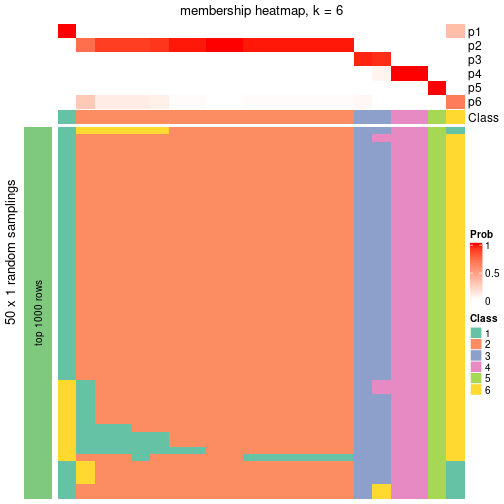 membership heatmap, k = 6
p1
p2
p3
p4
p5
p6
Class
50 x 1 random samplings
top 1000 rows
Prob
1
0.5
0
Class
1
2
3
4
5
6